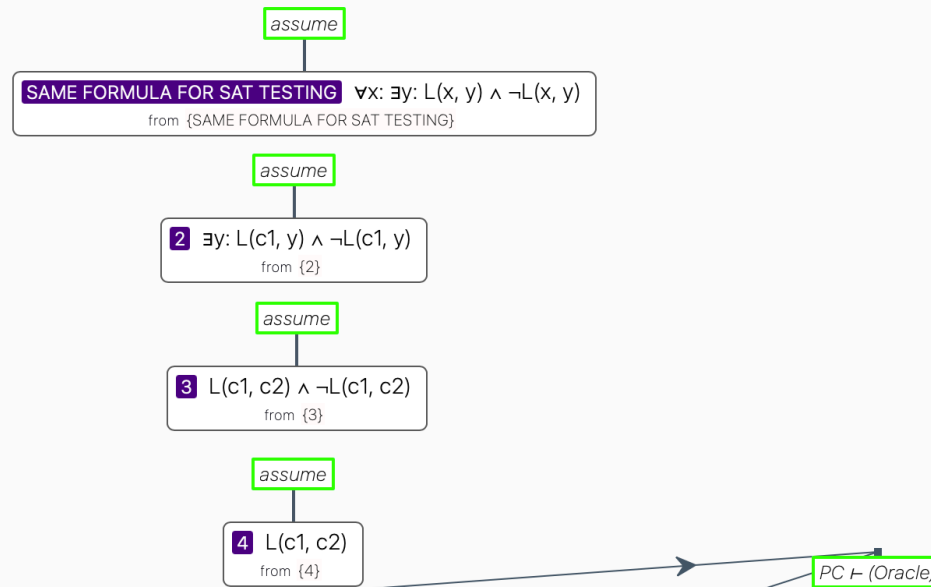 assume
SAME FORMULA FOR SAT TESTING ∀x: ∃y: L(x, y) ∧ ¬L(x, y)
from {SAME FORMULA FOR SAT TESTING}
assume
2 ∃y: L(c1, y) ∧ ¬L(c1, y)
from {2}
assume
3 L(c1, c2) ∧ ¬L(c1, c2)
from {3}
assume
4 L(c1, c2)
from {4}
PC ⊢ (Oracle,